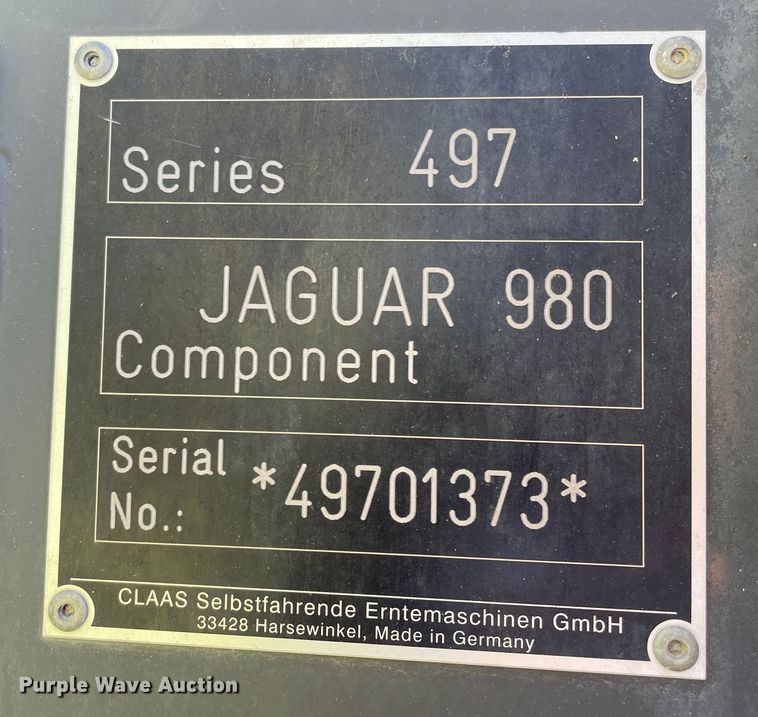 Series 497
JAGUAR 980
Component
Serial
No.: *49701373*
CLAAS Selbstfahrende Erntemaschinen GmbH
33428 Harsewinkel, Made in Germany
Purple Wave Auction